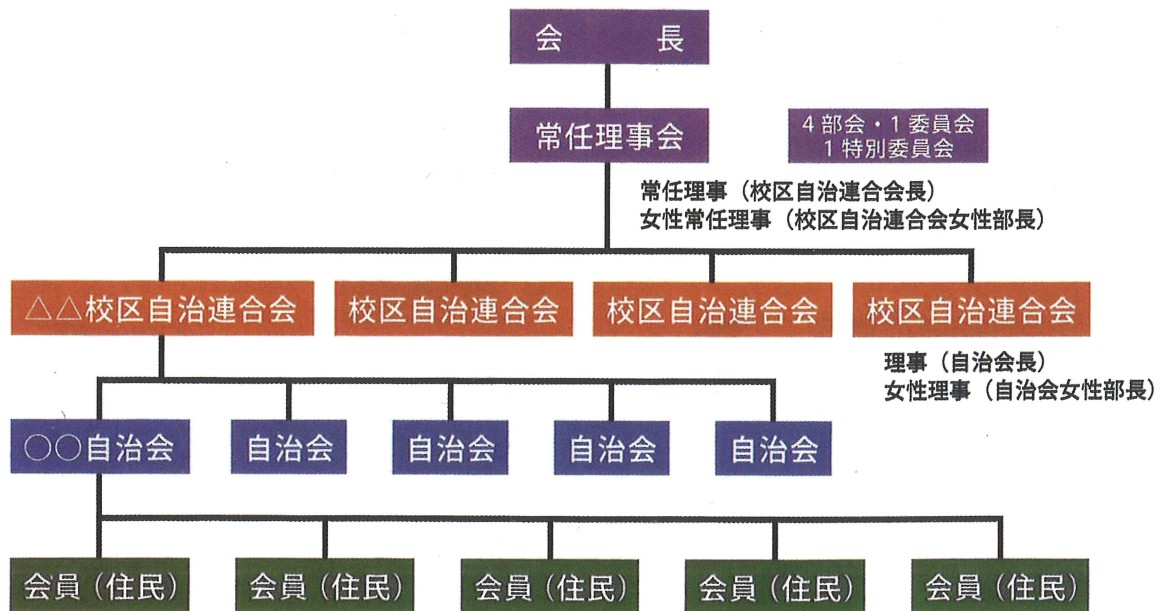 会　　長
常任理事会
4部会・1委員会
1特別委員会
常任理事（校区自治連合会長）
女性常任理事（校区自治連合会女性部長）
△△校区自治連合会
校区自治連合会
校区自治連合会
校区自治連合会
理事（自治会長）
女性理事（自治会女性部長）
○○自治会
自治会
自治会
自治会
自治会
会員（住民）
会員（住民）
会員（住民）
会員（住民）
会員（住民）